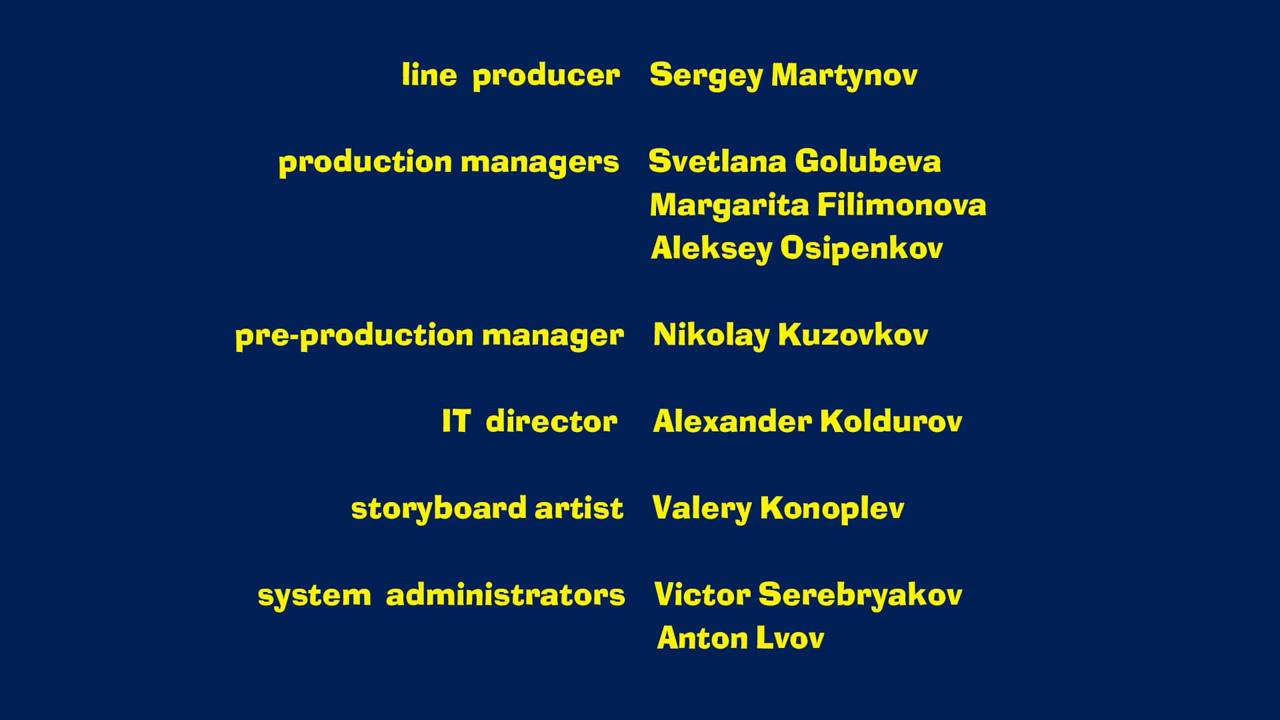 line producer Sergey Martynov
production managers Svetlana Golubeva
Margarita Filimonova
Aleksey Osipenkov
pre-production manager Nikolay Kuzovkov
IT director Alexander Koldurov
storyboard artist Valery Konoplev
system administrators Victor Serebryakov
Anton Lvov